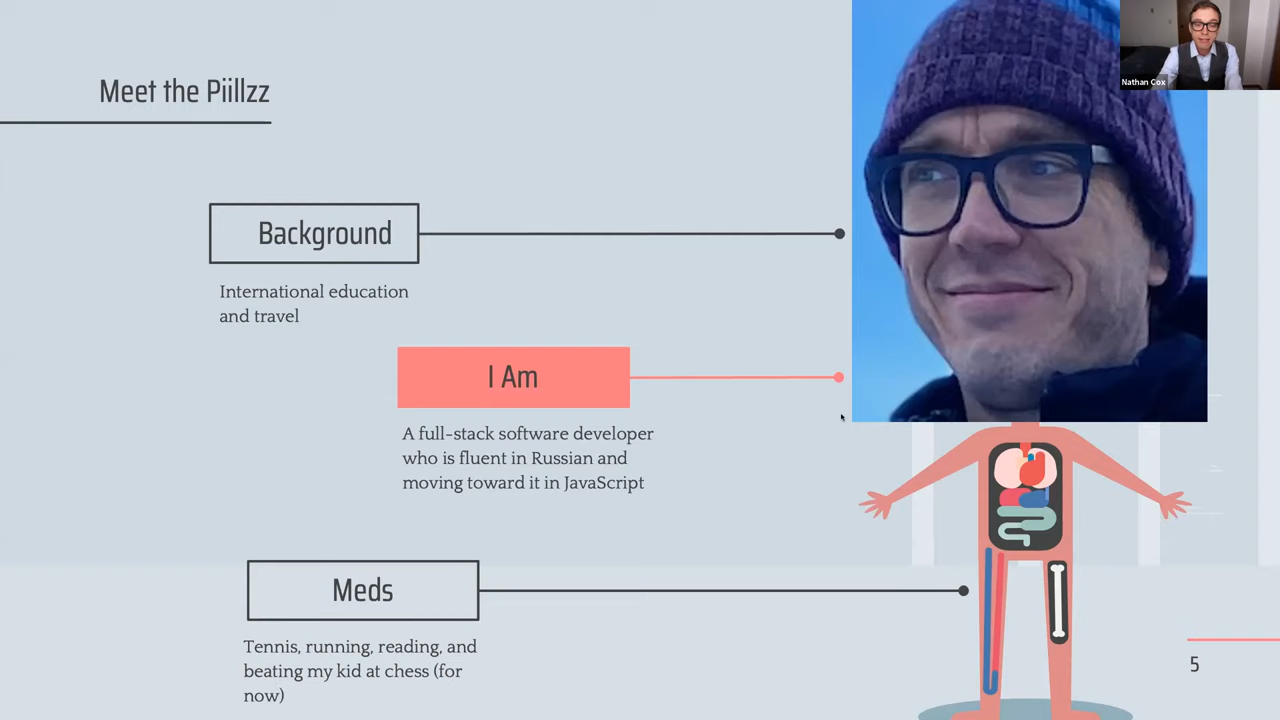 Meet the Piillzz
Nathan Cox
Background
International education
and travel
I Am
A full-stack software developer
who is fluent in Russian and
moving toward it in JavaScript
Meds
Tennis, running, reading, and
beating my kid at chess (for
now)
5